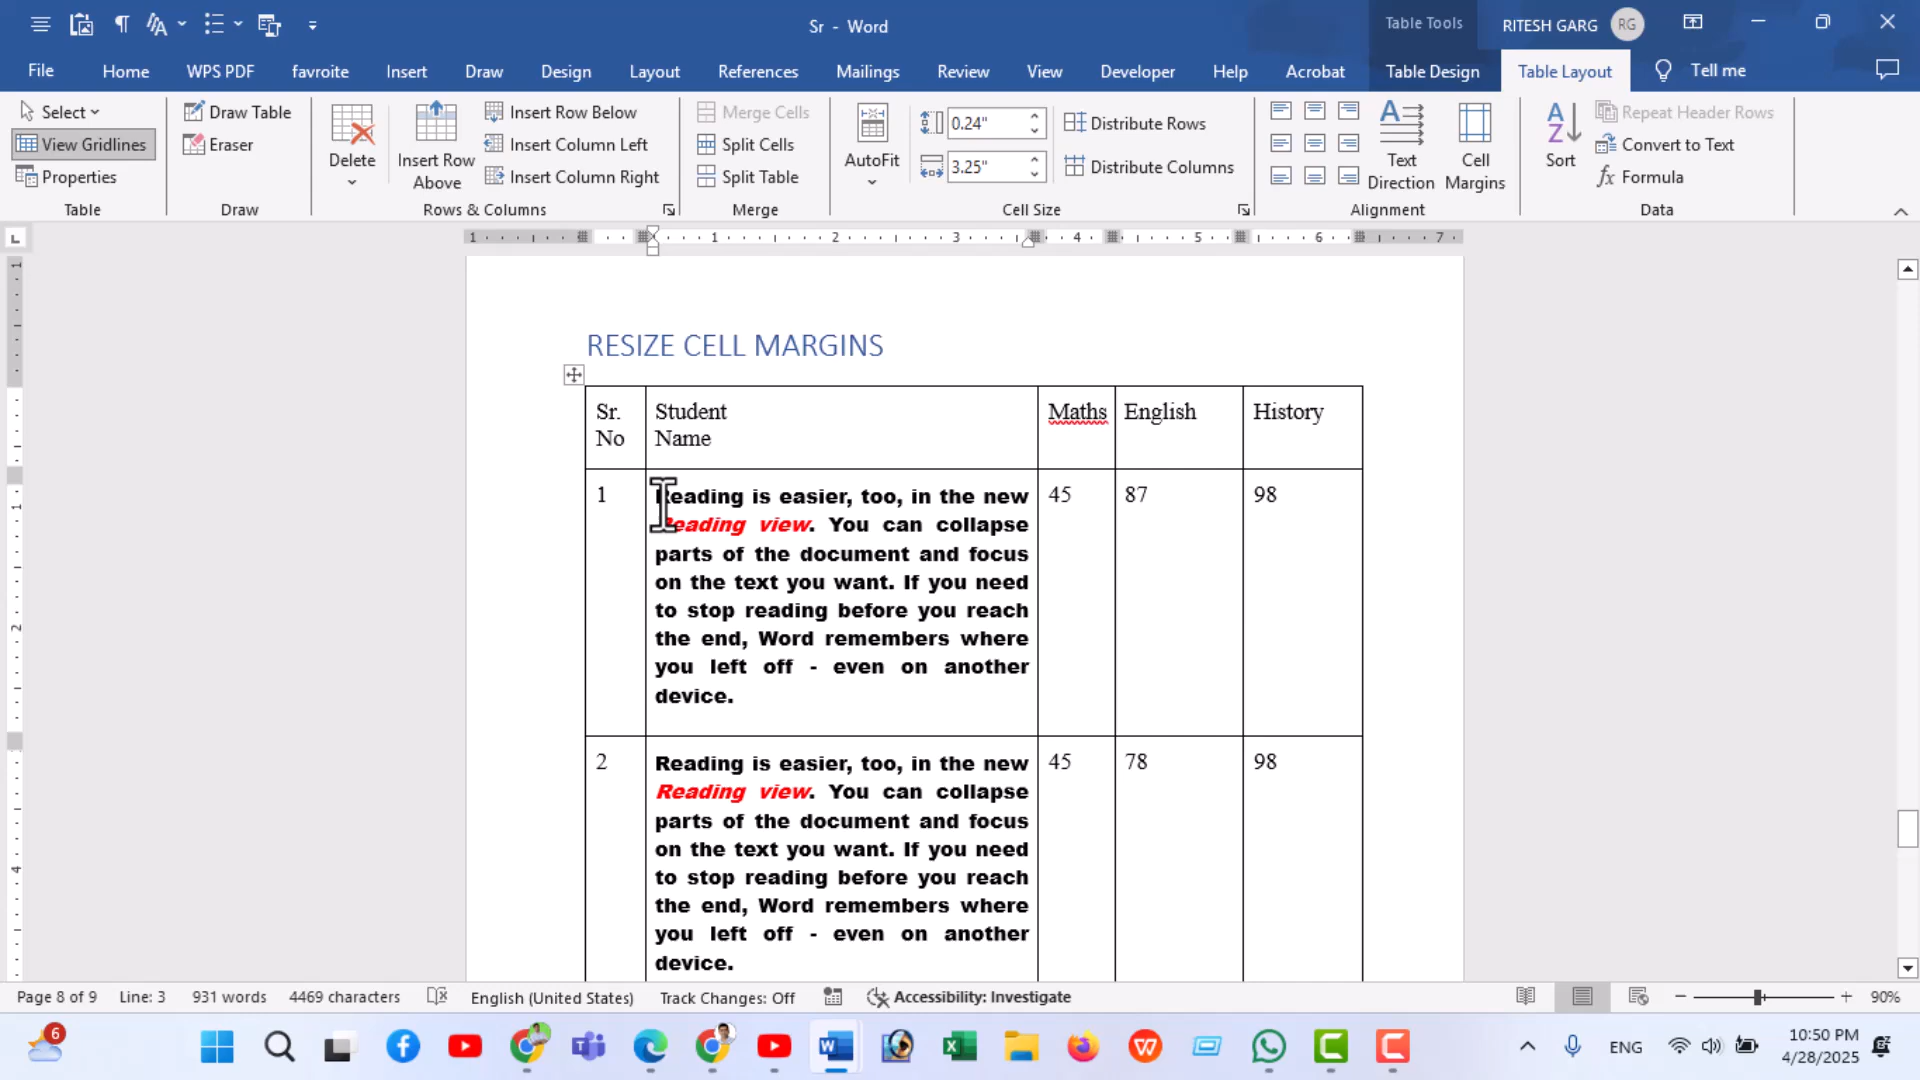 Sr - Word
Table Tools
RITESH GARG
RG
File
Home
WPS PDF
favroite
Insert
Draw
Design
Layout
References
Mailings
Review
View
Developer
Help
Acrobat
Table Design
Table Layout
Tell me
Select
View Gridlines
Properties
Table
Draw Table
Eraser
Draw
Delete
Insert Row
Above
Insert Row Below
Insert Column Left
Insert Column Right
Rows & Columns
Merge Cells
Split Cells
Split Table
Merge
AutoFit
0.24"
3.25"
Distribute Rows
Distribute Columns
Cell Size
Text
Direction
Cell
Margins
Alignment
Sort
Repeat Header Rows
Convert to Text
Formula
Data
1 1 2 3 4 5 6 7
RESIZE CELL MARGINS
Sr.
No
Student
Name
Maths
English
History
1
Reading is easier, too, in the new
Reading view. You can collapse
parts of the document and focus
on the text you want. If you need
to stop reading before you reach
the end, Word remembers where
you left off - even on another
device.
45
87
98
2
Reading is easier, too, in the new
Reading view. You can collapse
parts of the document and focus
on the text you want. If you need
to stop reading before you reach
the end, Word remembers where
you left off - even on another
device.
45
78
98
Page 8 of 9
Line: 3
931 words
4469 characters
English (United States)
Track Changes: Off
Accessibility: Investigate
90%
6
ENG
10:50 PM
4/28/2025